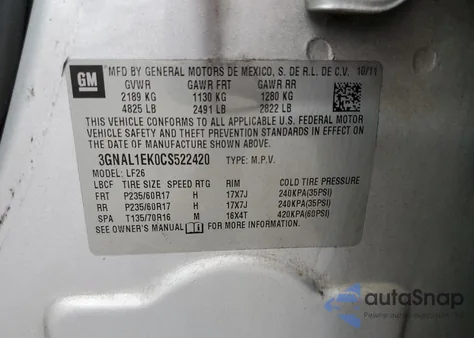 GM
MFD BY GENERAL MOTORS DE MEXICO, S. DE R.L. DE C.V. 10/11
GVWR GAWR FRT GAWR RR
2189 KG 1130 KG 1280 KG
4825 LB 2491 LB 2822 LB
THIS VEHICLE CONFORMS TO ALL APPLICABLE U.S. FEDERAL MOTOR
VEHICLE SAFETY AND THEFT PREVENTION STANDARDS IN EFFECT ON
THE DATE OF MANUFACTURE SHOWN ABOVE.
3GNAL1EK0CS522420 TYPE: M.P.V.
MODEL: LF26
LBCF TIRE SIZE SPEED RTG RIM COLD TIRE PRESSURE
FRT P235/60R17 H 17X7J 240KPA(35PSI)
RR P235/60R17 H 17X7J 240KPA(35PSI)
SPA T135/70R16 M 16X4T 420KPA(60PSI)
SEE OWNER'S MANUAL FOR MORE INFORMATION
autoSnap